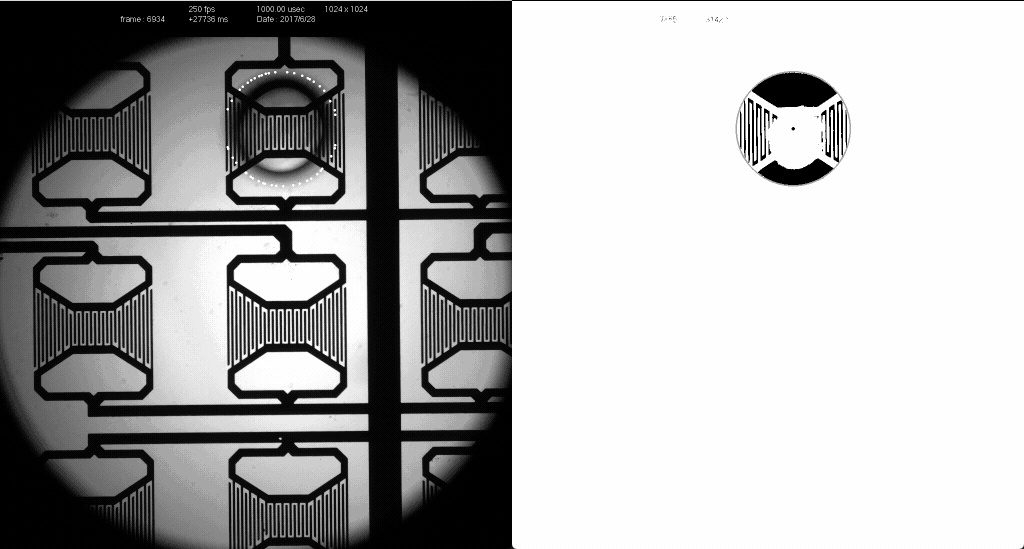 250 fps 1000.00 usec 1024 x 1024
frame : 6934 +27736 ms Date : 2017/6/28